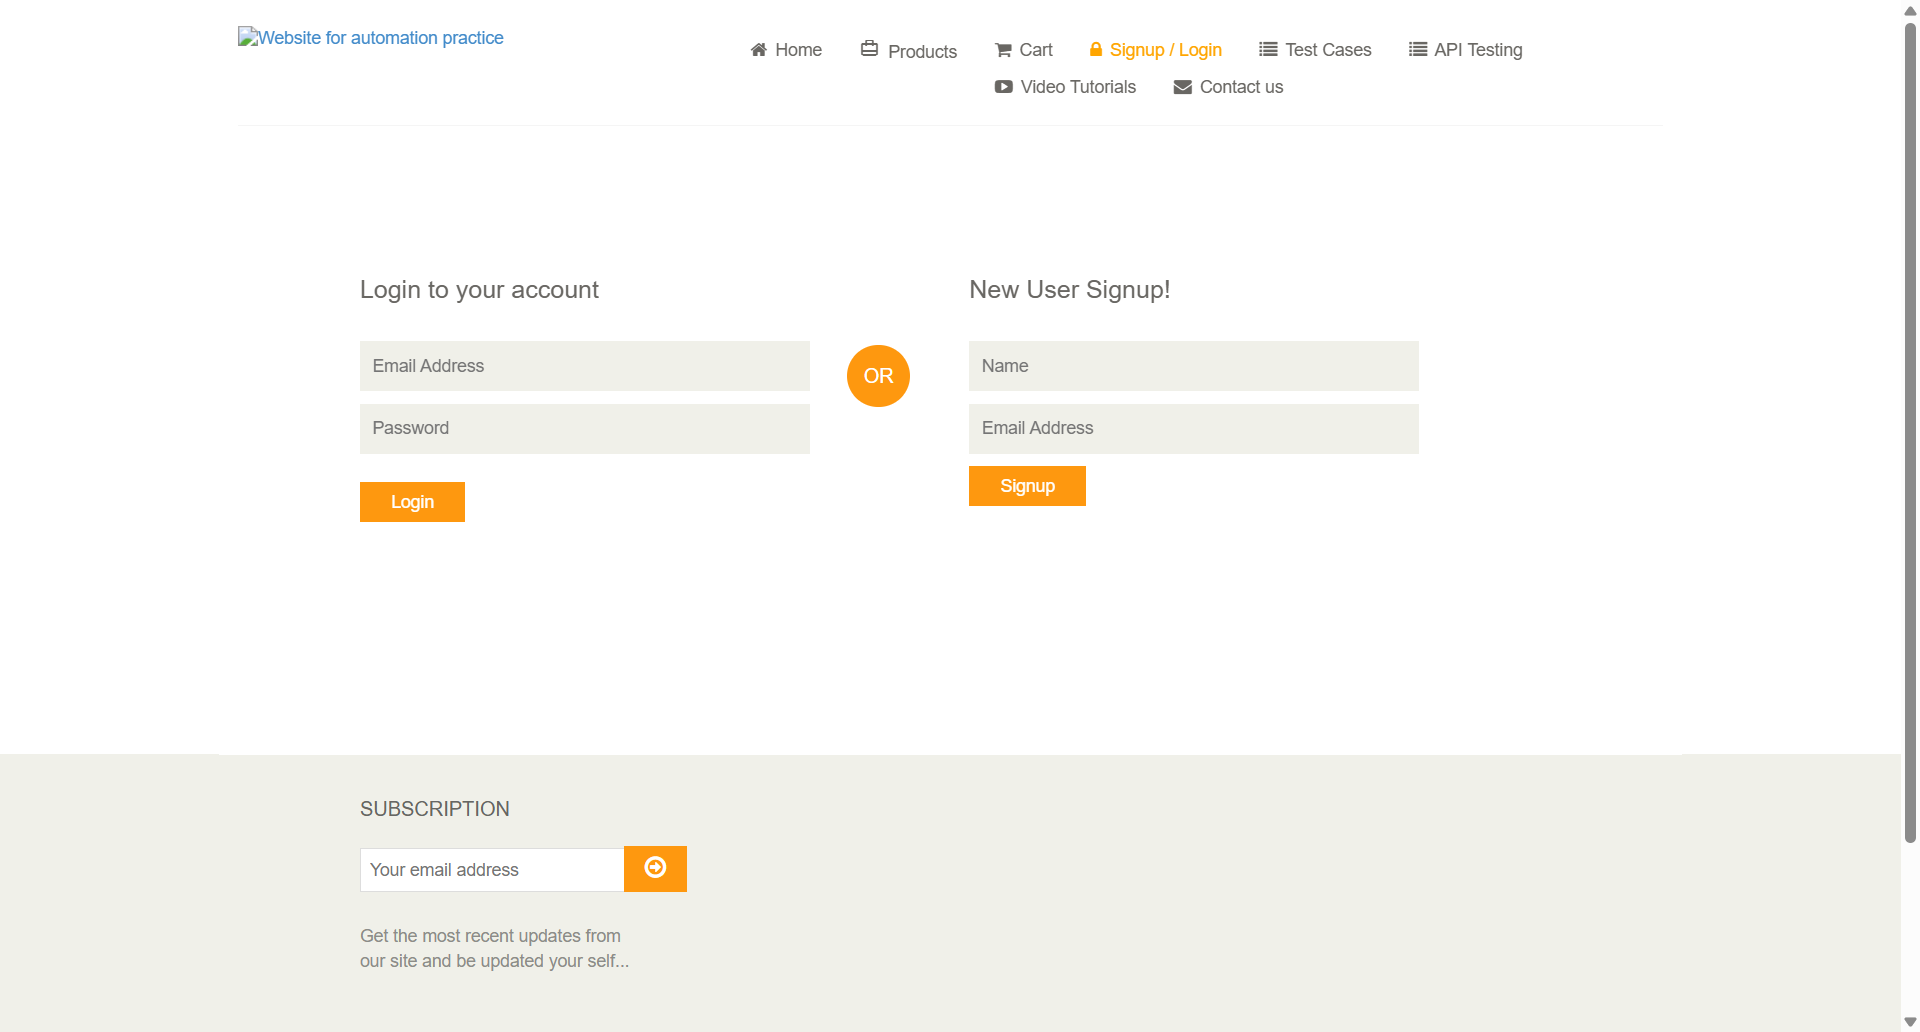 Website for automation practice
Home Products Cart Signup / Login Test Cases API Testing
Video Tutorials Contact us
Login to your account
Email Address
Password
Login
OR
New User Signup!
Name
Email Address
Signup
SUBSCRIPTION
Your email address
Get the most recent updates from
our site and be updated your self...